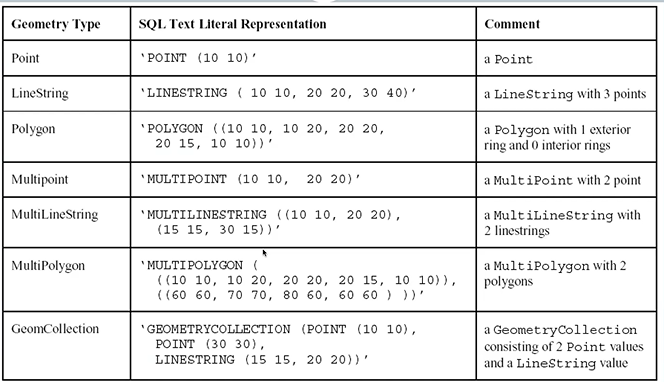 Geometry Type SQL Text Literal Representation Comment
Point ‘POINT (10 10)’ a Point
LineString ‘LINESTRING ( 10 10, 20 20, 30 40)’ a LineString with 3 points
Polygon ‘POLYGON ((10 10, 10 20, 20 20, a Polygon with 1 exterior
20 15, 10 10))’ ring and 0 interior rings
Multipoint ‘MULTIPOINT (10 10, 20 20)’ a MultiPoint with 2 point
MultiLineString ‘MULTILINESTRING ((10 10, 20 20), a MultiLineString with
(15 15, 30 15))’ 2 linestrings
MultiPolygon ‘MULTIPOLYGON ( a MultiPolygon with 2
((10 10, 10 20, 20 20, 20 15, 10 10)), polygons
((60 60, 70 70, 80 60, 60 60 ) ))’
GeomCollection ‘GEOMETRYCOLLECTION (POINT (10 10), a GeometryCollection
POINT (30 30), consisting of 2 Point values
LINESTRING (15 15, 20 20))’ and a LineString value